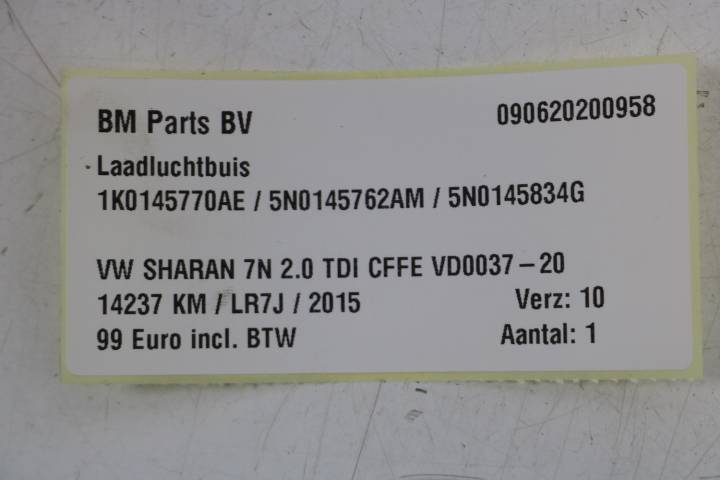 BM Parts BV 090620200958
Laadluchtbuis
1K0145770AE / 5N0145762AM / 5N0145834G
VW SHARAN 7N 2.0 TDI CFFE VD0037-20
14237 KM / LR7J / 2015 Verz: 10
99 Euro incl. BTW Aantal: 1